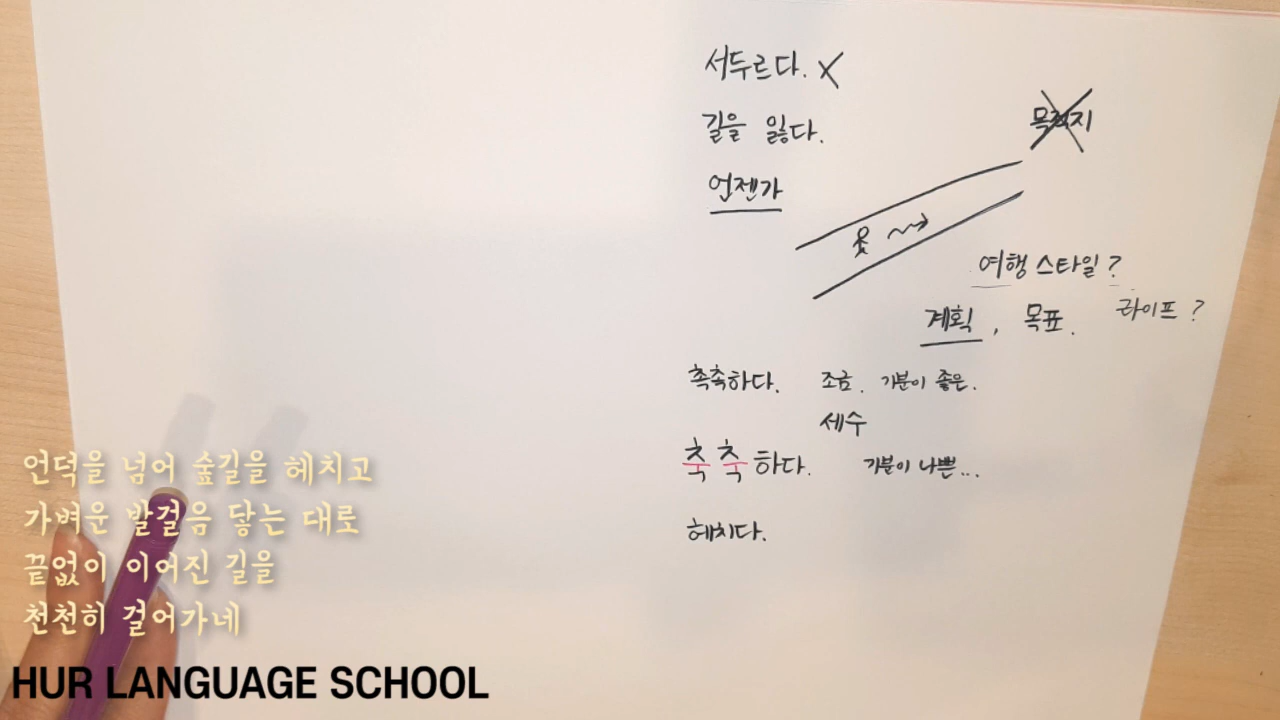 서두르다. X
길을 잃다.
목적지
언젠가
여행 스타일?
계획, 목표.
라이프?
촉촉하다. 조금. 기분이 좋은.
세수
축축하다. 기분이 나쁜...
헤치다.
언덕을 넘어 숲길을 헤치고
가벼운 발걸음 닿는 대로
끝없이 이어진 길을
천천히 걸어가네
HUR LANGUAGE SCHOOL